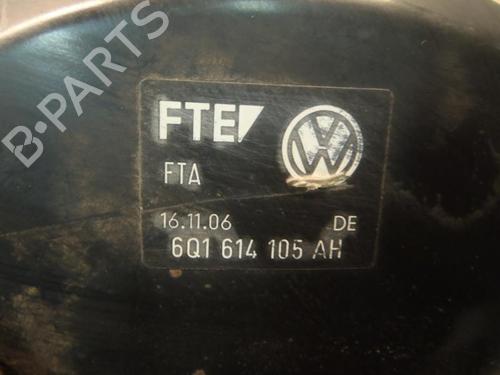 FTE
FTA
16.11.06 DE
6Q1 614 105 AH
B-PARTS